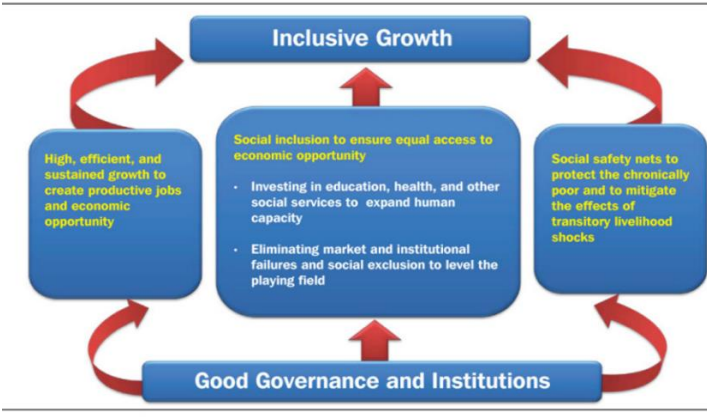 Inclusive Growth
High, efficient, and
sustained growth to
create productive jobs
and economic
opportunity
Social inclusion to ensure equal access to
economic opportunity
• Investing in education, health, and other
social services to expand human
capacity
• Eliminating market and institutional
failures and social exclusion to level the
playing field
Social safety nets to
protect the chronically
poor and to mitigate
the effects of
transitory livelihood
shocks
Good Governance and Institutions